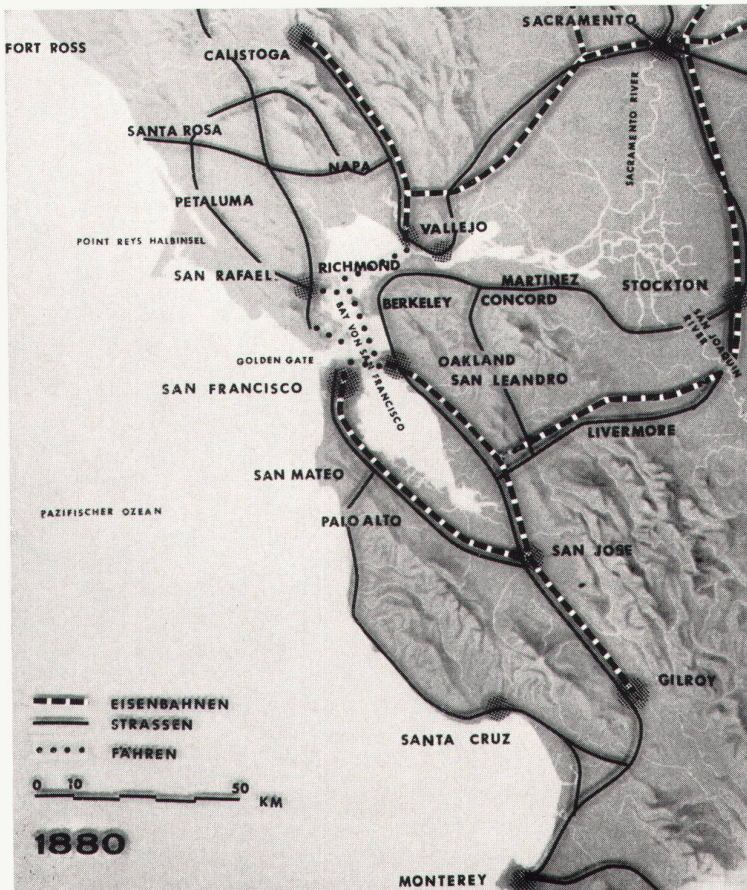 SACRAMENTO
FORT ROSS
CALISTOGA
SACRAMENTO RIVER
SANTA ROSA
NAPA
PETALUMA
VALLEJO
POINT REYS HALBINSEL
RICHMOND
SAN RAFAEL
MARTINEZ
STOCKTON
BERKELEY
CONCORD
BAY VON SAN FRANCISCO
SAN JOAQUIN
RIVER
GOLDEN GATE
OAKLAND
SAN FRANCISCO
SAN LEANDRO
LIVERMORE
SAN MATEO
PAZIFISCHER OZEAN
PALO ALTO
SAN JOSE
GILROY
EISENBAHNEN
STRASSEN
SANTA CRUZ
FÄHREN
0 10 50
KM
1880
MONTEREY